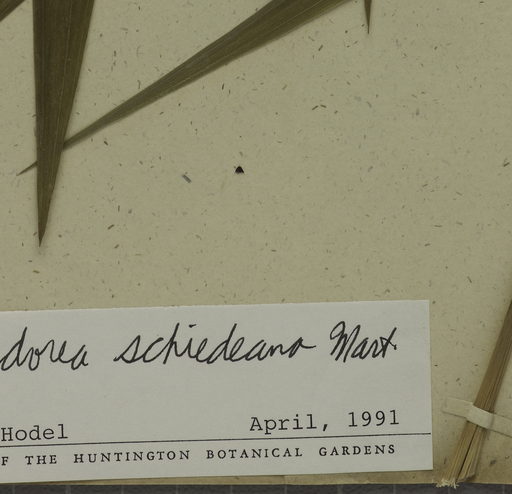 dorea schiedeana Mart.
Hodel April, 1991
F THE HUNTINGTON BOTANICAL GARDENS